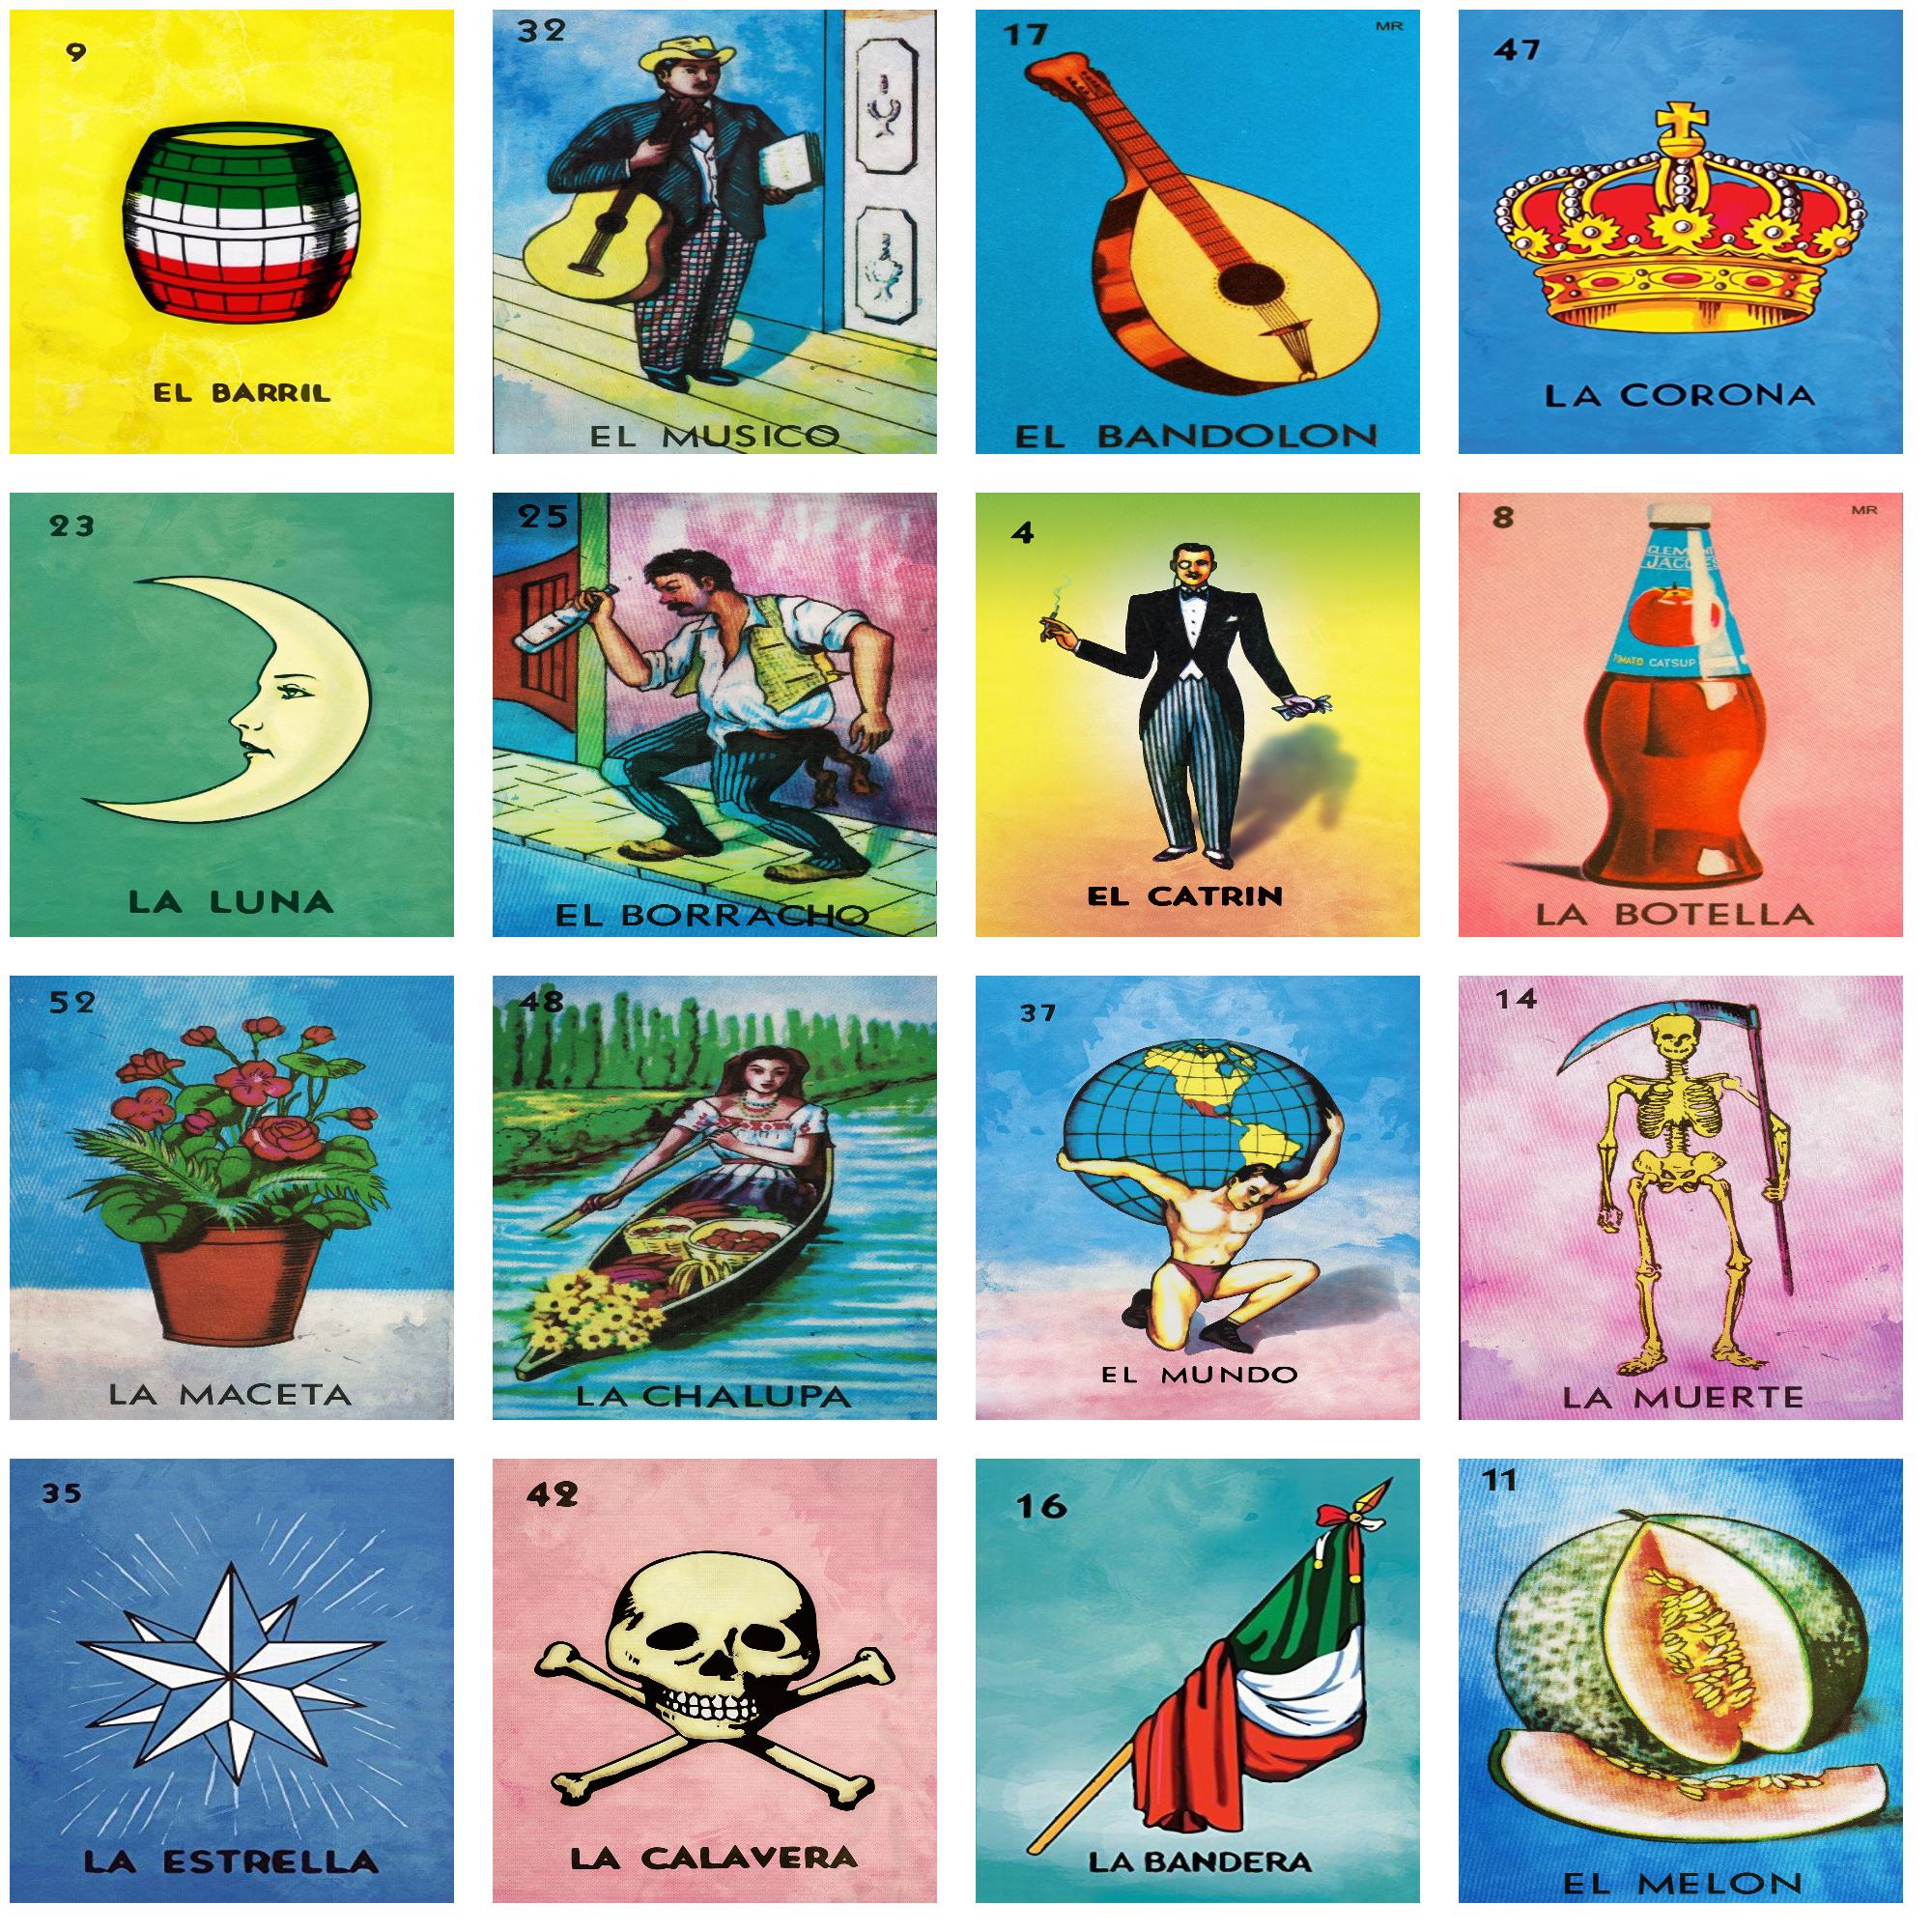 9
EL BARRIL
32
EL MUSICO
17
MR
EL BANDOLON
47
LA CORONA
23
LA LUNA
25
EL BORRACHO
4
EL CATRIN
8
MR
JACQUES
TOMATO CATSUP
LA BOTELLA
52
LA MACETA
48
LA CHALUPA
37
EL MUNDO
14
LA MUERTE
35
LA ESTRELLA
42
LA CALAVERA
16
LA BANDERA
11
EL MELON